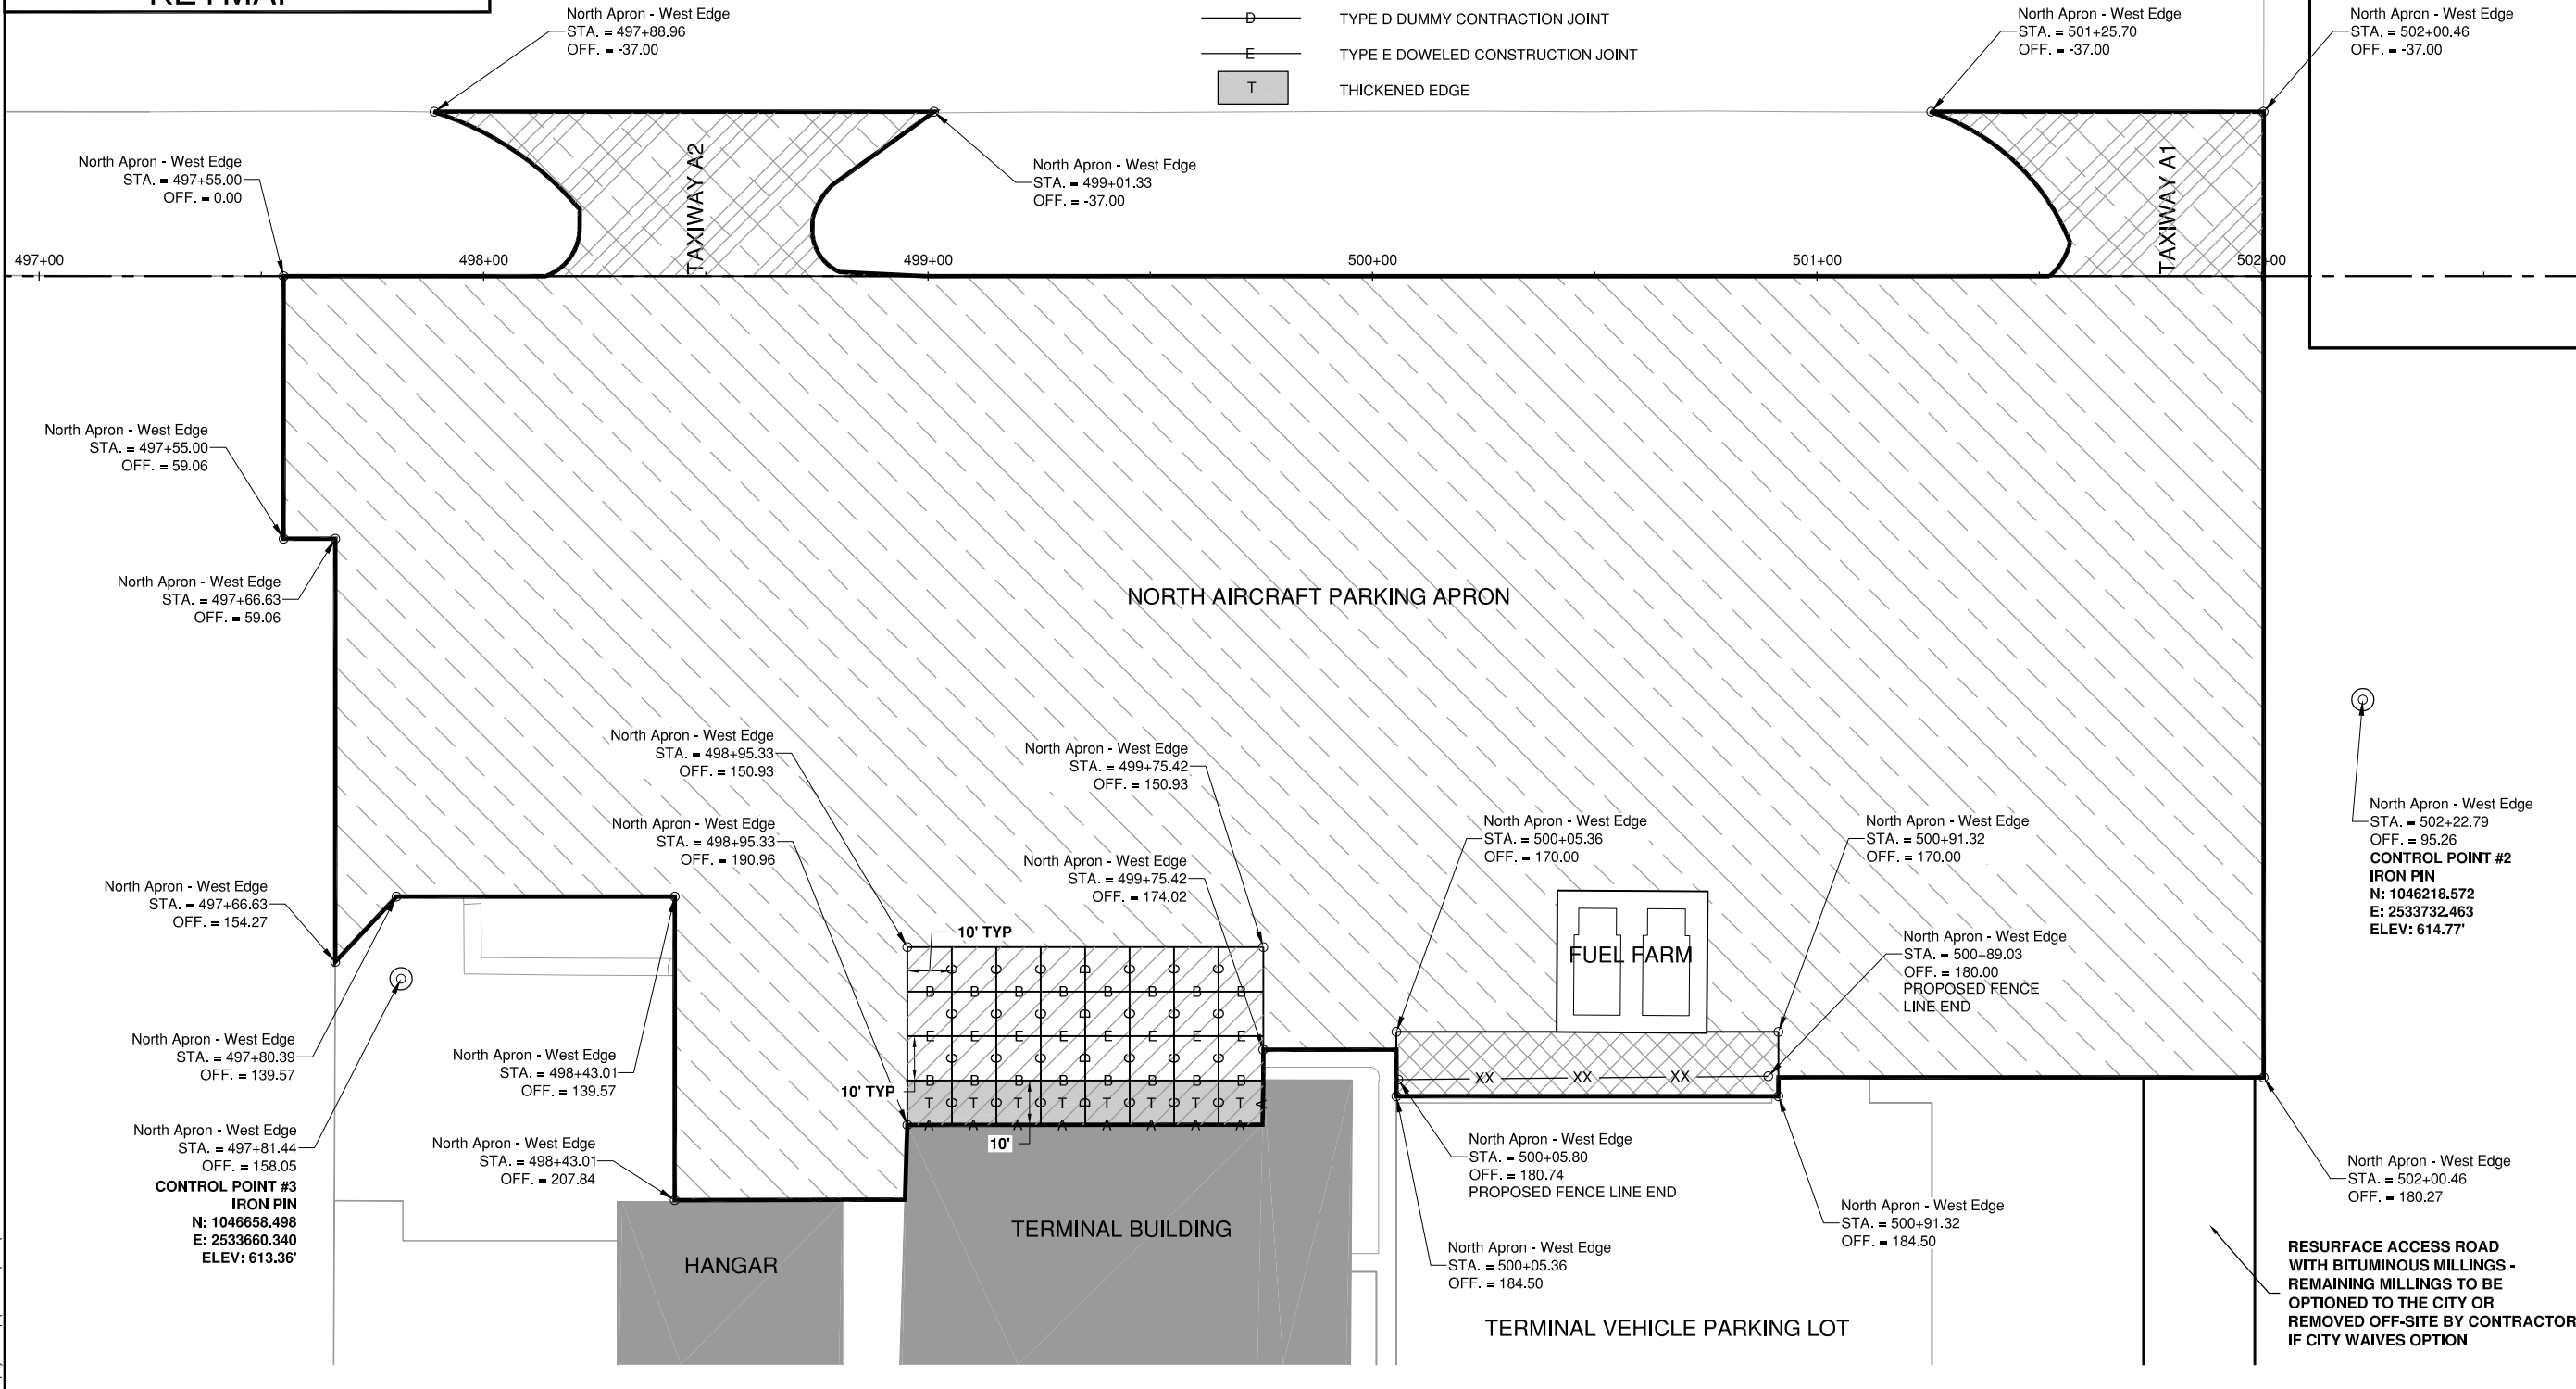 North Apron - West Edge
STA. = 497+88.96
OFF. = -37.00
D TYPE D DUMMY CONTRACTION JOINT
E TYPE E DOWELED CONSTRUCTION JOINT
T THICKENED EDGE
North Apron - West Edge
STA. = 501+25.70
OFF. = -37.00
North Apron - West Edge
STA. = 502+00.46
OFF. = -37.00
North Apron - West Edge
STA. = 497+55.00
OFF. = 0.00
TAXIWAY A2
North Apron - West Edge
STA. = 499+01.33
OFF. = -37.00
TAXIWAY A1
497+00
498+00
499+00
500+00
501+00
502+00
North Apron - West Edge
STA. = 497+55.00
OFF. = 59.06
North Apron - West Edge
STA. = 497+66.63
OFF. = 59.06
NORTH AIRCRAFT PARKING APRON
North Apron - West Edge
STA. = 498+95.33
OFF. = 150.93
North Apron - West Edge
STA. = 499+75.42
OFF. = 150.93
North Apron - West Edge
STA. = 498+95.33
OFF. = 190.96
North Apron - West Edge
STA. = 499+75.42
OFF. = 174.02
North Apron - West Edge
STA. = 500+05.36
OFF. = 170.00
North Apron - West Edge
STA. = 500+91.32
OFF. = 170.00
North Apron - West Edge
STA. = 502+22.79
OFF. = 95.26
CONTROL POINT #2
IRON PIN
N: 1046218.572
E: 2533732.463
ELEV: 614.77'
North Apron - West Edge
STA. = 497+66.63
OFF. = 154.27
10' TYP
FUEL FARM
North Apron - West Edge
STA. = 500+89.03
OFF. = 180.00
PROPOSED FENCE
LINE END
C C C D C C C
B B B B B B B B
C C C D C C C
E E E E E E E E
C C C D C C C
B B B B B B B B
T C T C T C T D T C T C T C T A
A A A A A A A A
10' TYP
10'
XX XX XX
North Apron - West Edge
STA. = 497+80.39
OFF. = 139.57
North Apron - West Edge
STA. = 498+43.01
OFF. = 139.57
North Apron - West Edge
STA. = 497+81.44
OFF. = 158.05
CONTROL POINT #3
IRON PIN
N: 1046658.498
E: 2533660.340
ELEV: 613.36'
North Apron - West Edge
STA. = 498+43.01
OFF. = 207.84
North Apron - West Edge
STA. = 500+05.80
OFF. = 180.74
PROPOSED FENCE LINE END
North Apron - West Edge
STA. = 500+91.32
OFF. = 184.50
North Apron - West Edge
STA. = 502+00.46
OFF. = 180.27
HANGAR
TERMINAL BUILDING
North Apron - West Edge
STA. = 500+05.36
OFF. = 184.50
TERMINAL VEHICLE PARKING LOT
RESURFACE ACCESS ROAD
WITH BITUMINOUS MILLINGS -
REMAINING MILLINGS TO BE
OPTIONED TO THE CITY OR
REMOVED OFF-SITE BY CONTRACTOR
IF CITY WAIVES OPTION